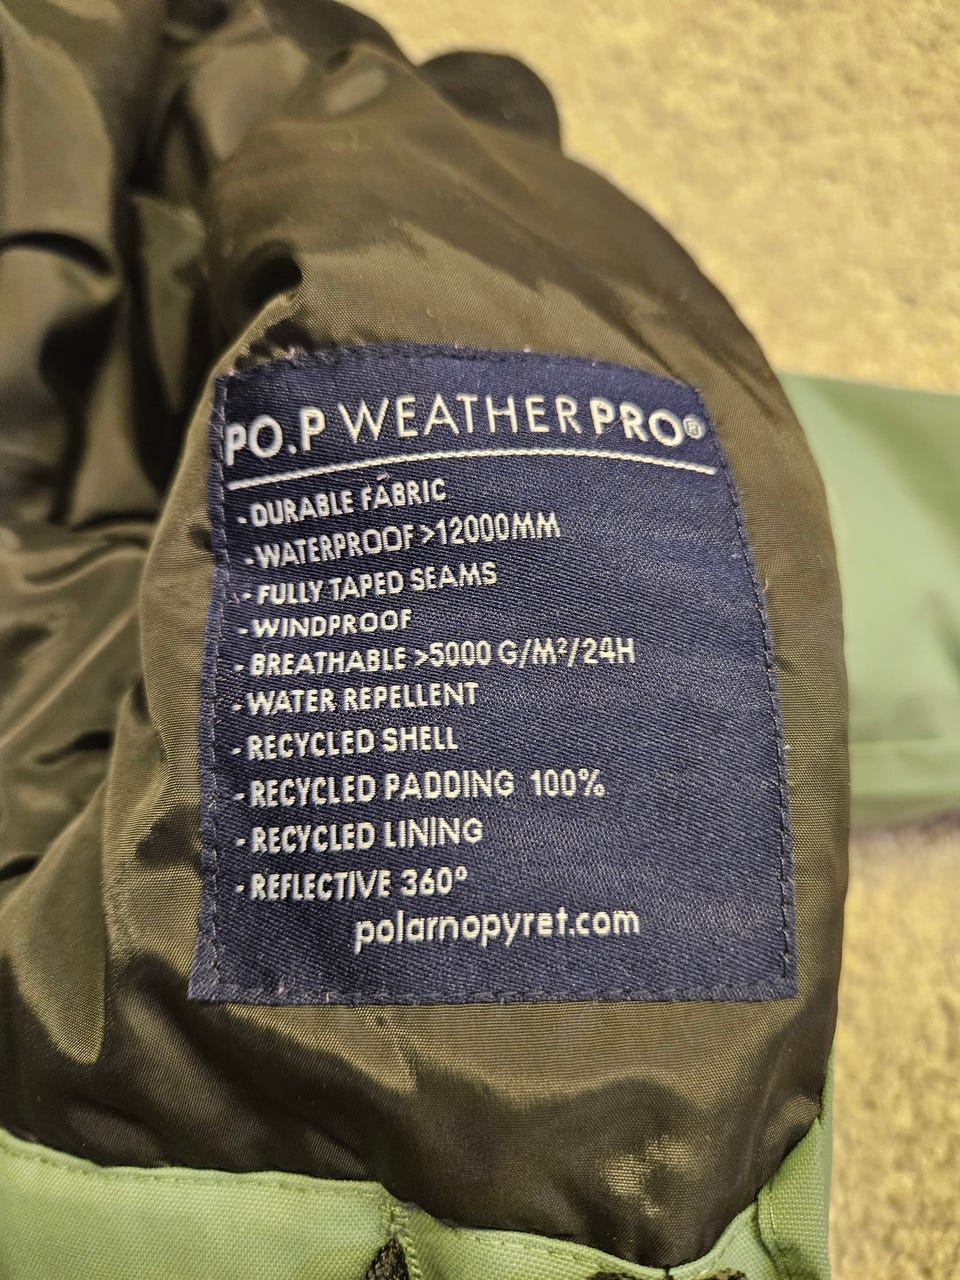 PO.P WEATHERPRO®
- DURABLE FABRIC
- WATERPROOF >12000MM
- FULLY TAPED SEAMS
- WINDPROOF
- BREATHABLE >5000 G/M²/24H
- WATER REPELLENT
- RECYCLED SHELL
- RECYCLED PADDING 100%
- RECYCLED LINING
- REFLECTIVE 360°
polarnopyret.com